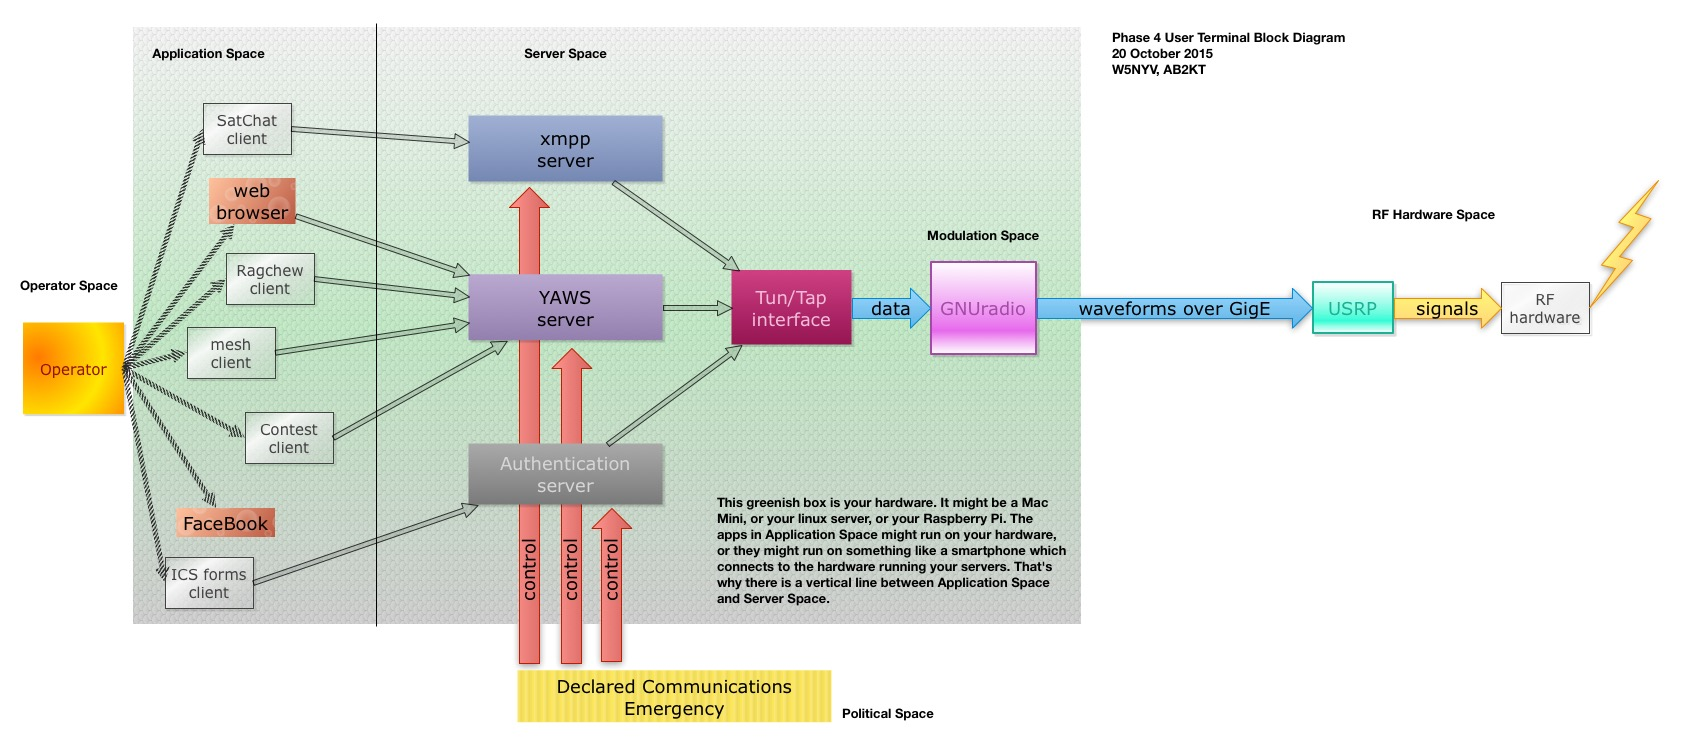 Phase 4 User Terminal Block Diagram
20 October 2015
W5NYV, AB2KT
Application Space
Server Space
SatChat
client
xmpp
server
web
browser
RF Hardware Space
Modulation Space
Ragchew
client
Operator Space
YAWS
server
Tun/Tap
interface
data
GNUradio
waveforms over GigE
USRP
signals
RF
hardware
mesh
client
Operator
Contest
client
Authentication
server
FaceBook
ICS forms
client
control
control
control
This greenish box is your hardware. It might be a Mac
Mini, or your linux server, or your Raspberry Pi. The
apps in Application Space might run on your hardware,
or they might run on something like a smartphone which
connects to the hardware running your servers. That's
why there is a vertical line between Application Space
and Server Space.
Declared Communications
Emergency
Political Space